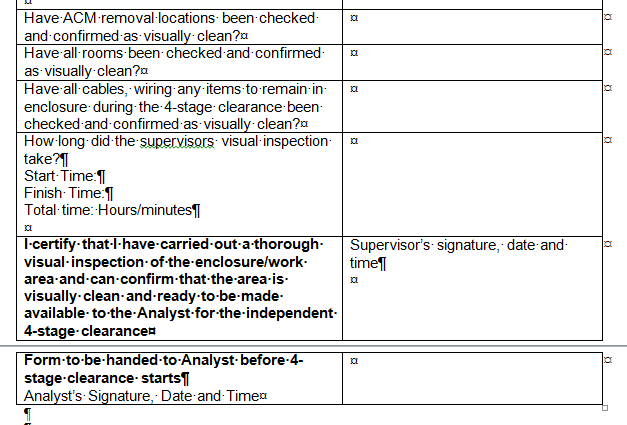 Have ACM removal locations been checked
and confirmed as visually clean?
Have all rooms been checked and confirmed
as visually clean?
Have all cables, wiring any items to remain in
enclosure during the 4-stage clearance been
checked and confirmed as visually clean?
How long did the supervisors visual inspection
take?¶
Start Time:¶
Finish Time:¶
Total time: Hours/minutes¶
I certify that I have carried out a thorough
visual inspection of the enclosure/work
area and can confirm that the area is
visually clean and ready to be made
available to the Analyst for the independent
4-stage clearance
Supervisor’s signature, date and
time¶
Form to be handed to Analyst before 4-
stage clearance starts¶
Analyst’s Signature, Date and Time
¶